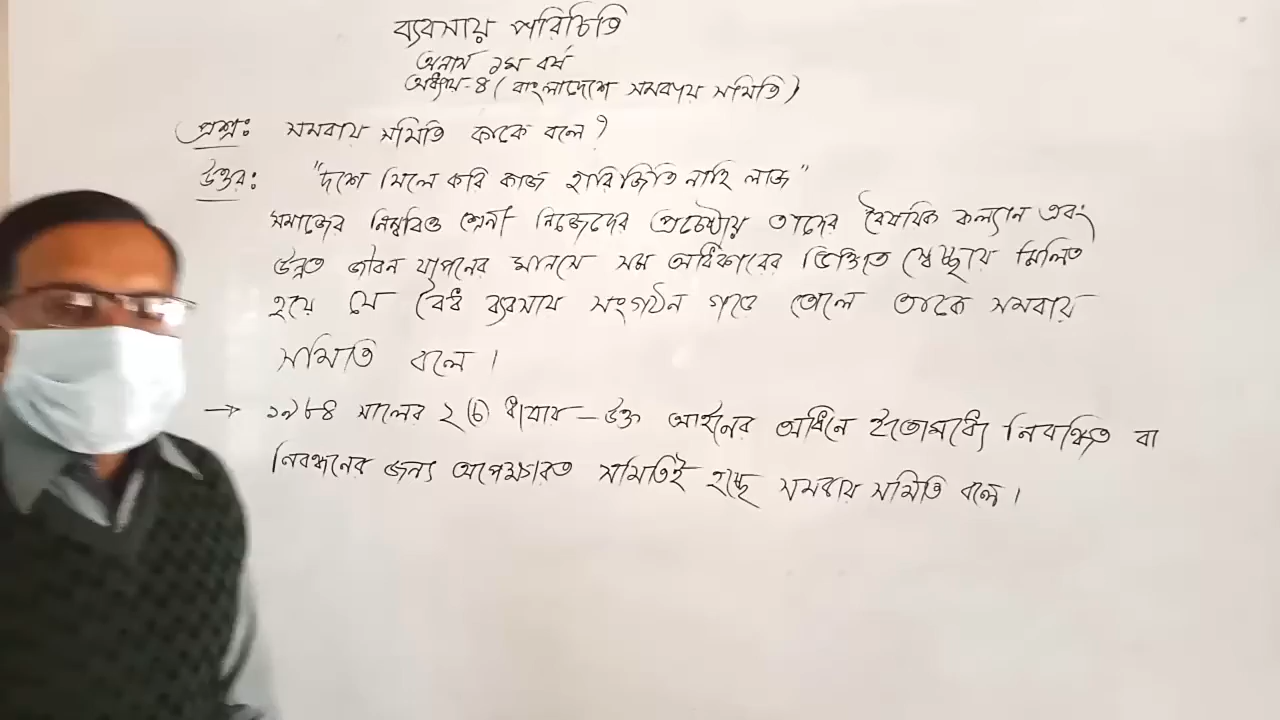 ব্যবসায় পরিচিতি
অনার্স ১ম বর্ষ
অধ্যায়-৪ (বাংলাদেশে সমবায় সমিতি)
প্রশ্নঃ সমবায় সমিতি কাকে বলে?
উত্তরঃ "দশে মিলে করি কাজ হারি জিতি নাহি লাজ"
সমাজের নিম্নবিত্ত শ্রেনী নিজেদের প্রচেষ্টায় তাদের বৈষয়িক কল্যান এবং
উন্নত জীবন যাপনের মানসে সম অধিকারের ভিত্তিতে স্বেচ্ছায় মিলিত
হয়ে যে বৈধ ব্যবসায় সংগঠন গড়ে তোলে তাকে সমবায়
সমিতি বলে।
→ ১৯৮৪ সালের ২(চ) ধারায় – উক্ত আইনের অধিনে ইতোমধ্যে নিবন্ধিত বা
নিবন্ধনের জন্য অপেক্ষারত সমিতিই হচ্ছে সমবায় সমিতি বলে।